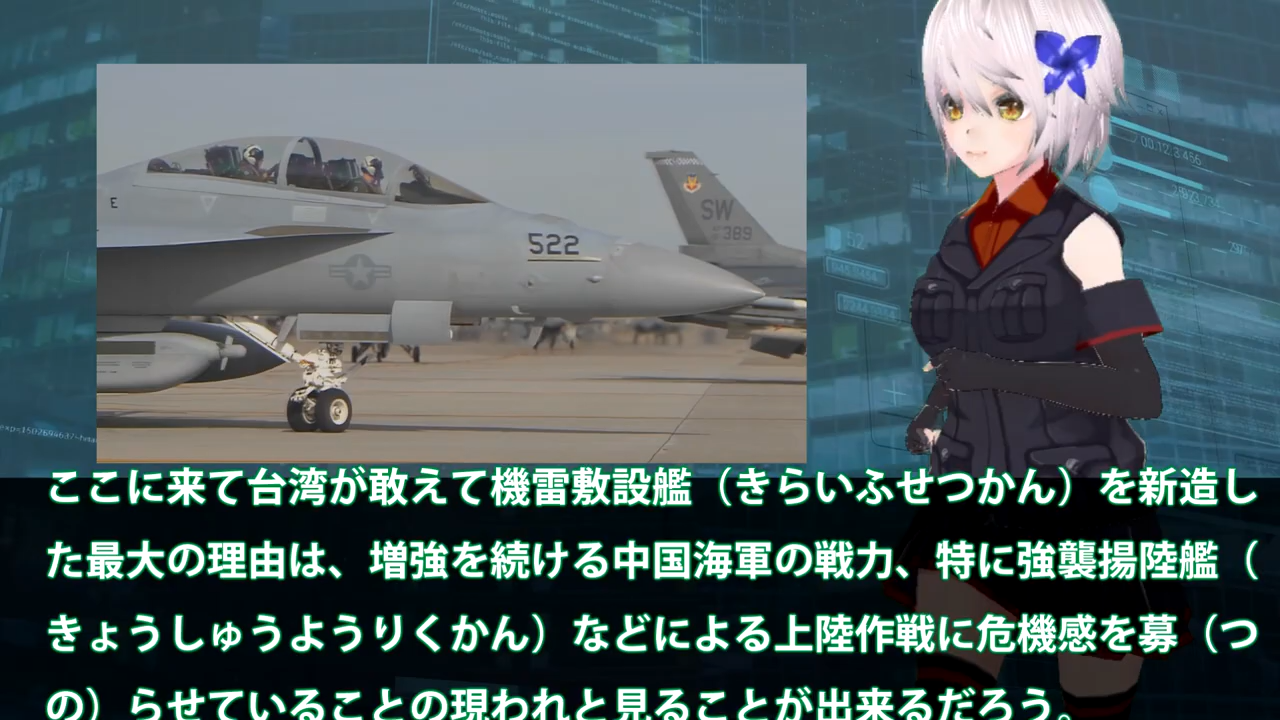 E
522
SW
389
00.12.3.456
ここに来て台湾が敢えて機雷敷設艦（きらいふせつかん）を新造し
た最大の理由は、増強を続ける中国海軍の戦力、特に強襲揚陸艦（
きょうしゅうようりくかん）などによる上陸作戦に危機感を募（つ
の）らせていることの現われと見ることが出来るだろう。